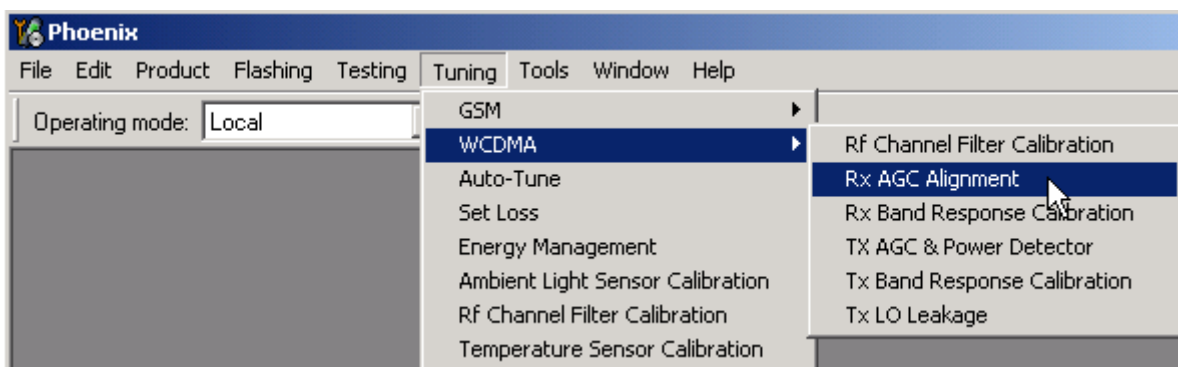 Phoenix
File Edit Product Flashing Testing Tuning Tools Window Help
Operating mode: Local
GSM
WCDMA
Auto-Tune
Set Loss
Energy Management
Ambient Light Sensor Calibration
Rf Channel Filter Calibration
Temperature Sensor Calibration
Rf Channel Filter Calibration
Rx AGC Alignment
Rx Band Response Calibration
TX AGC & Power Detector
Tx Band Response Calibration
Tx LO Leakage